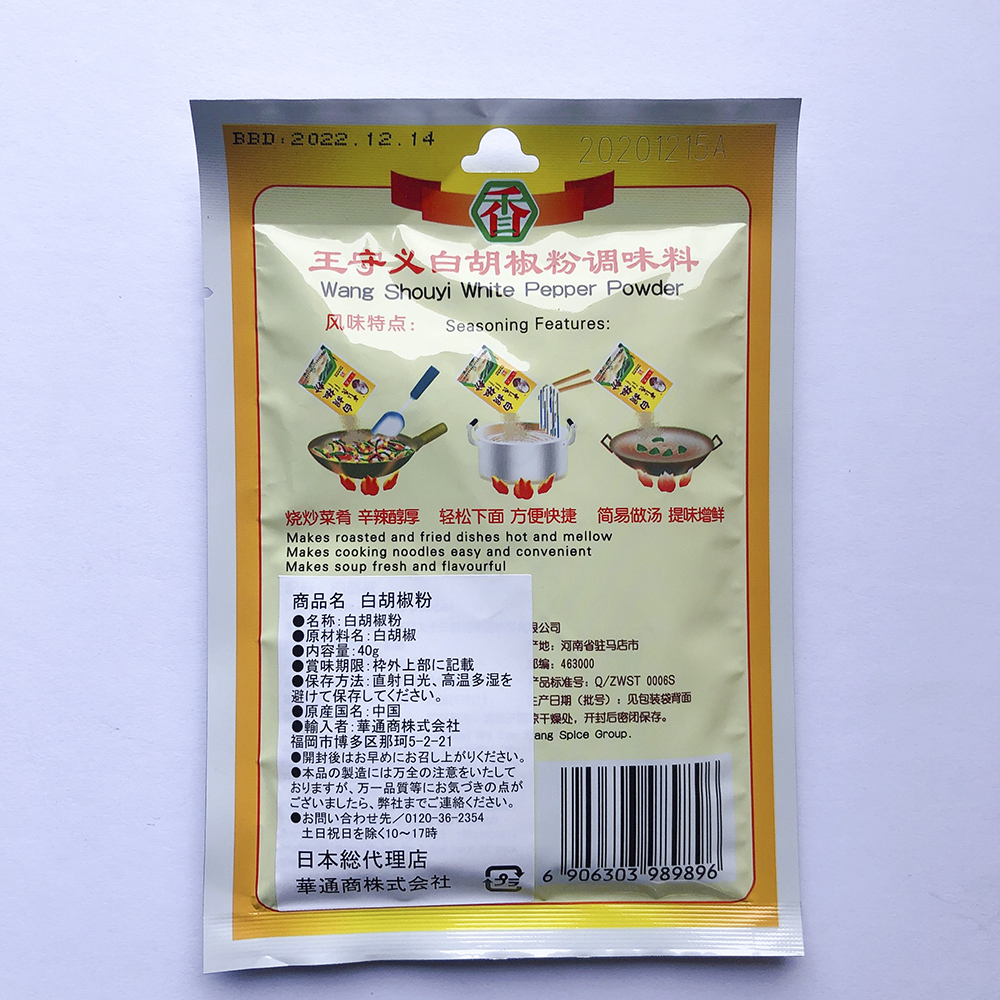 BBD:2022.12.14
20201215A
香
王守义白胡椒粉调味料
Wang Shouyi White Pepper Powder
风味特点: Seasoning Features:
白胡椒粉
白胡椒粉
白胡椒粉
烧炒菜肴 辛辣醇厚 轻松下面 方便快捷 简易做汤 提味增鲜
Makes roasted and fried dishes hot and mellow
Makes cooking noodles easy and convenient
Makes soup fresh and flavourful
商品名 白胡椒粉
●名称:白胡椒粉
●原材料名:白胡椒
●内容量:40g
●賞味期限:枠外上部に記載
●保存方法:直射日光、高温多湿を
避けて保存してください。
●原産国名:中国
●輸入者:華通商株式会社
福岡市博多区那珂5-2-21
●開封後はお早めにお召し上がりください。
●本品の製造には万全の注意をいたして
おりますが、万一品質等にお気づきの点が
ございましたら、弊社までご連絡ください。
●お問い合わせ先/0120-36-2354
土日祝日を除く10~17時
日本総代理店
華通商株式会社
プラ
限公司
产地: 河南省驻马店市
邮编: 463000
产品标准号: Q/ZWST 0006S
生产日期（批号）: 见包装袋背面
凉干燥处，开封后密闭保存。
ang Spice Group.
6 906303 989896